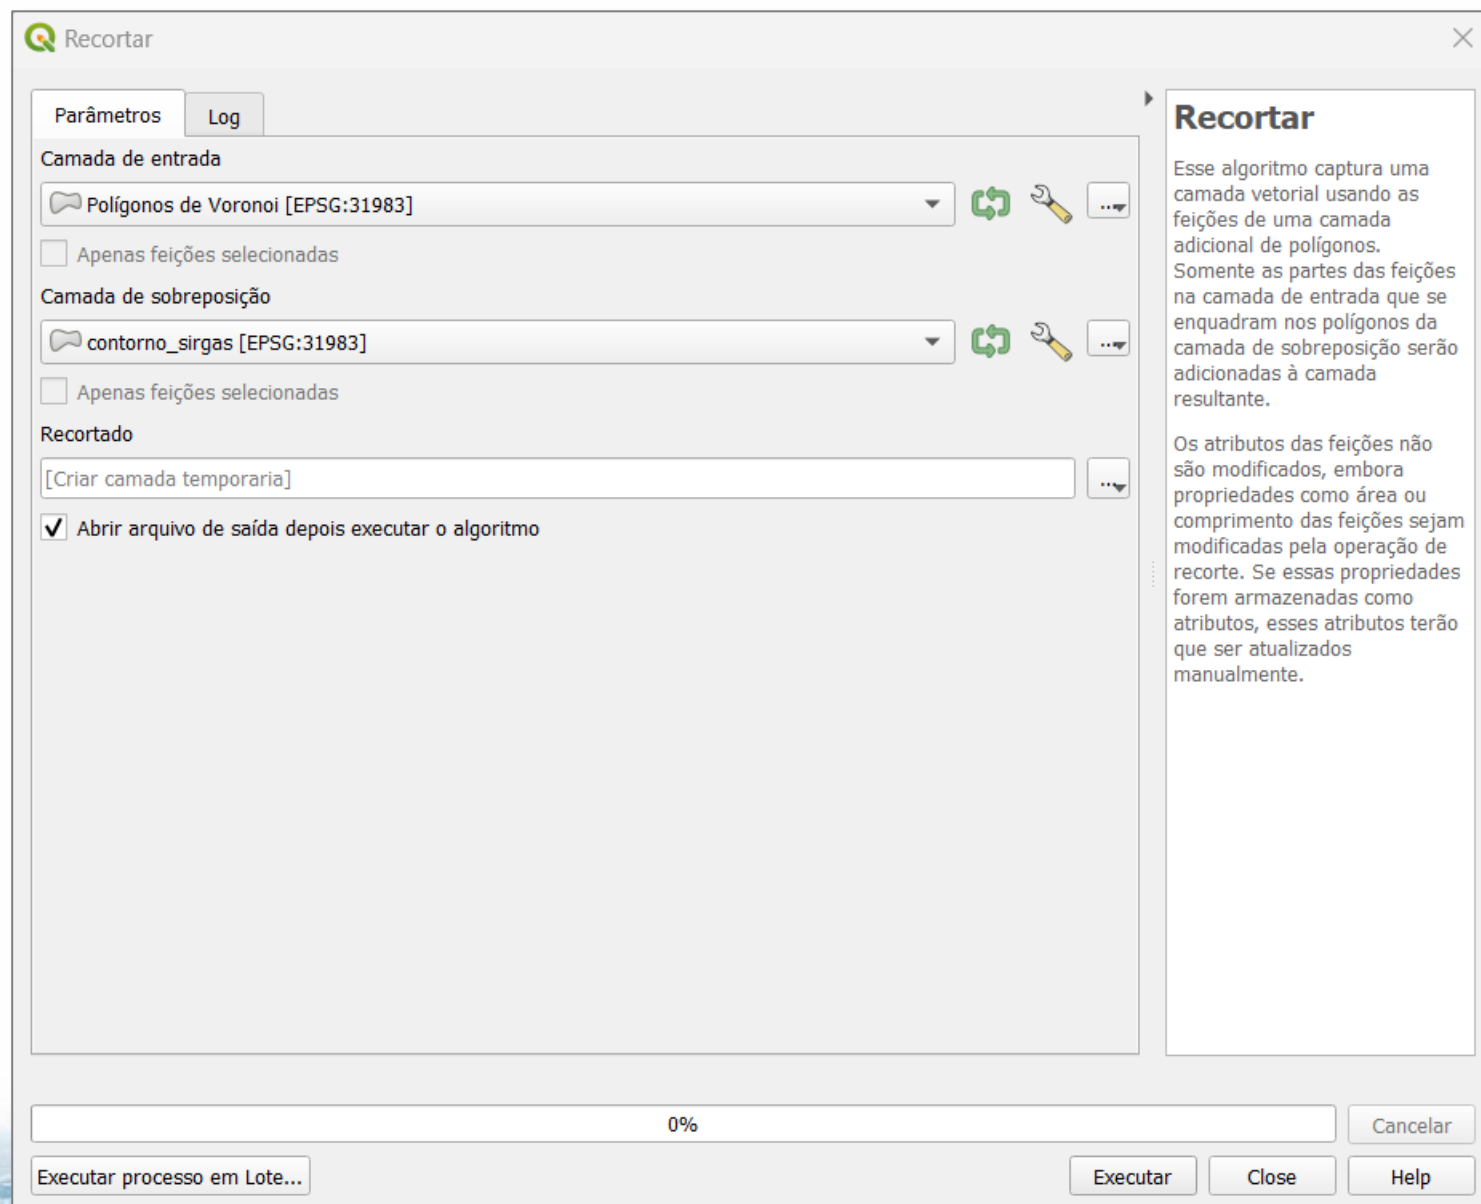 Recortar
Parâmetros
Log
Camada de entrada
Polígonos de Voronoi [EPSG:31983]
...
Apenas feições selecionadas
Camada de sobreposição
contorno_sirgas [EPSG:31983]
...
Apenas feições selecionadas
Recortado
[Criar camada temporaria]
...
Abrir arquivo de saída depois executar o algoritmo
Recortar
Esse algoritmo captura uma
camada vetorial usando as
feições de uma camada
adicional de polígonos.
Somente as partes das feições
na camada de entrada que se
enquadram nos polígonos da
camada de sobreposição serão
adicionadas à camada
resultante.
Os atributos das feições não
são modificados, embora
propriedades como área ou
comprimento das feições sejam
modificadas pela operação de
recorte. Se essas propriedades
forem armazenadas como
atributos, esses atributos terão
que ser atualizados
manualmente.
0%
Cancelar
Executar processo em Lote...
Executar
Close
Help